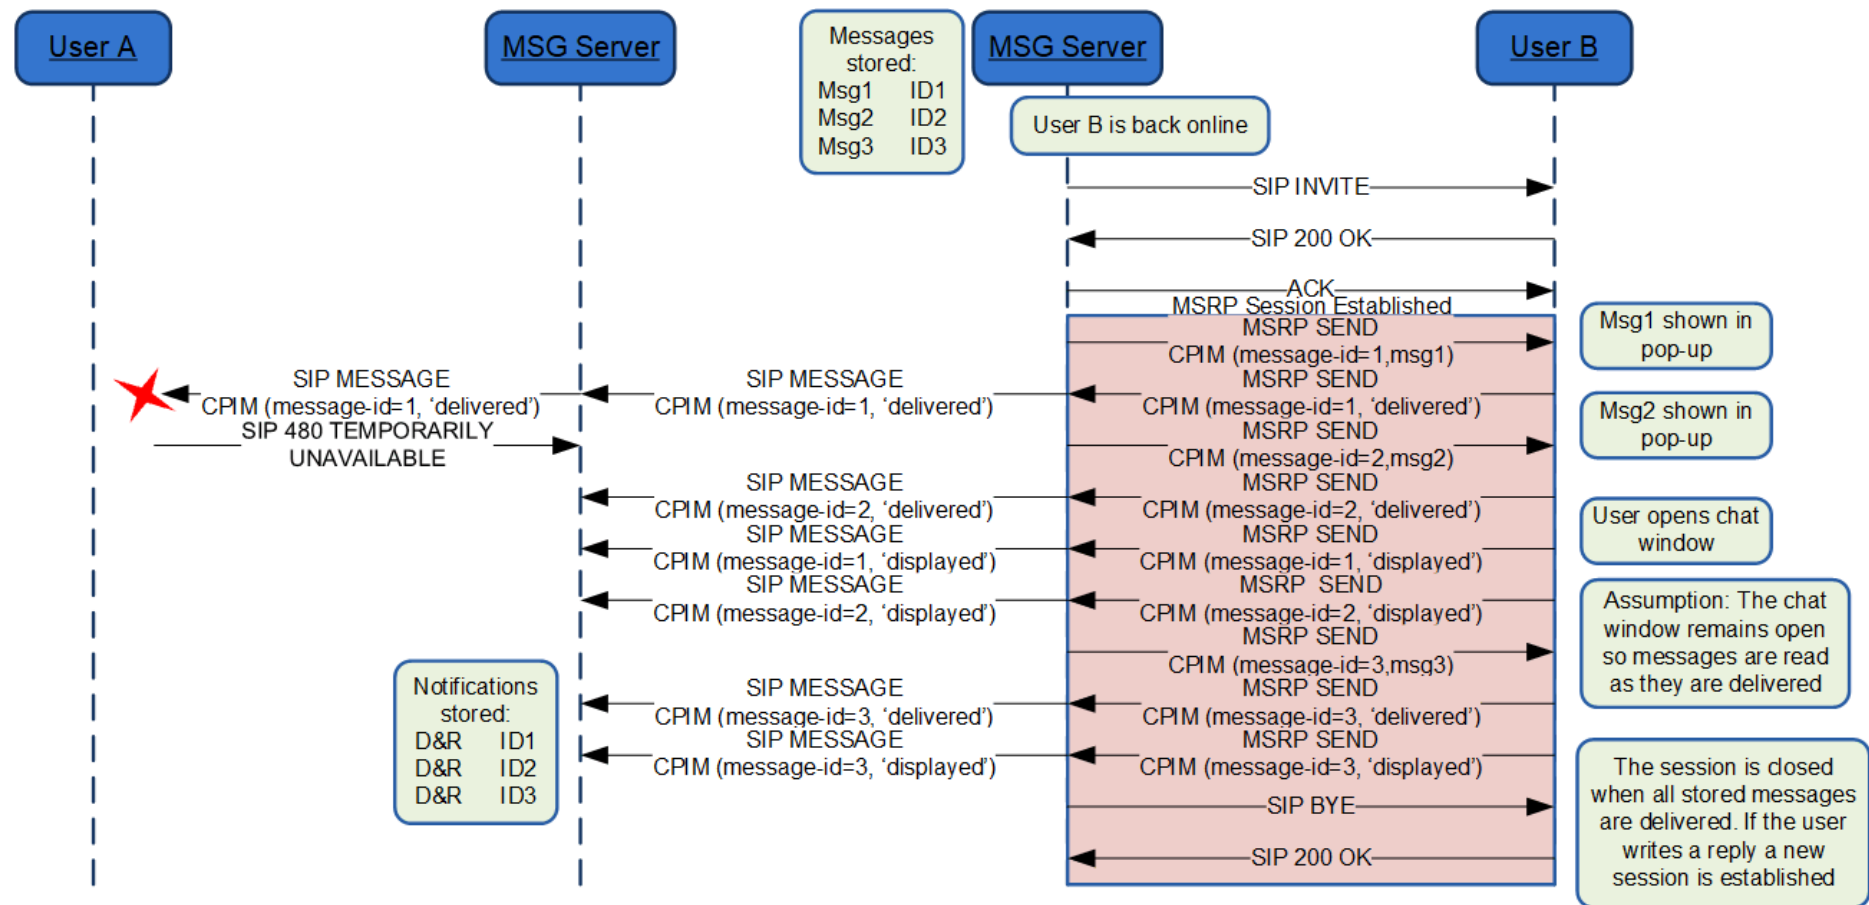 User A
MSG Server
Messages
stored:
Msg1 ID1
Msg2 ID2
Msg3 ID3
MSG Server
User B
User B is back online
SIP INVITE
SIP 200 OK
ACK
MSRP Session Established
MSRP SEND
CPIM (message-id=1,msg1)
Msg1 shown in
pop-up
SIP MESSAGE
CPIM (message-id=1, ‘delivered’)
SIP MESSAGE
CPIM (message-id=1, ‘delivered’)
MSRP SEND
CPIM (message-id=1, ‘delivered’)
SIP 480 TEMPORARILY
UNAVAILABLE
MSRP SEND
CPIM (message-id=2,msg2)
Msg2 shown in
pop-up
SIP MESSAGE
CPIM (message-id=2, ‘delivered’)
MSRP SEND
CPIM (message-id=2, ‘delivered’)
SIP MESSAGE
CPIM (message-id=1, ‘displayed’)
MSRP SEND
CPIM (message-id=1, ‘displayed’)
User opens chat
window
SIP MESSAGE
CPIM (message-id=2, ‘displayed’)
MSRP SEND
CPIM (message-id=2, ‘displayed’)
Assumption: The chat
window remains open
so messages are read
as they are delivered
MSRP SEND
CPIM (message-id=3,msg3)
Notifications
stored:
D&R ID1
D&R ID2
D&R ID3
SIP MESSAGE
CPIM (message-id=3, ‘delivered’)
MSRP SEND
CPIM (message-id=3, ‘delivered’)
SIP MESSAGE
CPIM (message-id=3, ‘displayed’)
MSRP SEND
CPIM (message-id=3, ‘displayed’)
SIP BYE
SIP 200 OK
The session is closed
when all stored messages
are delivered. If the user
writes a reply a new
session is established